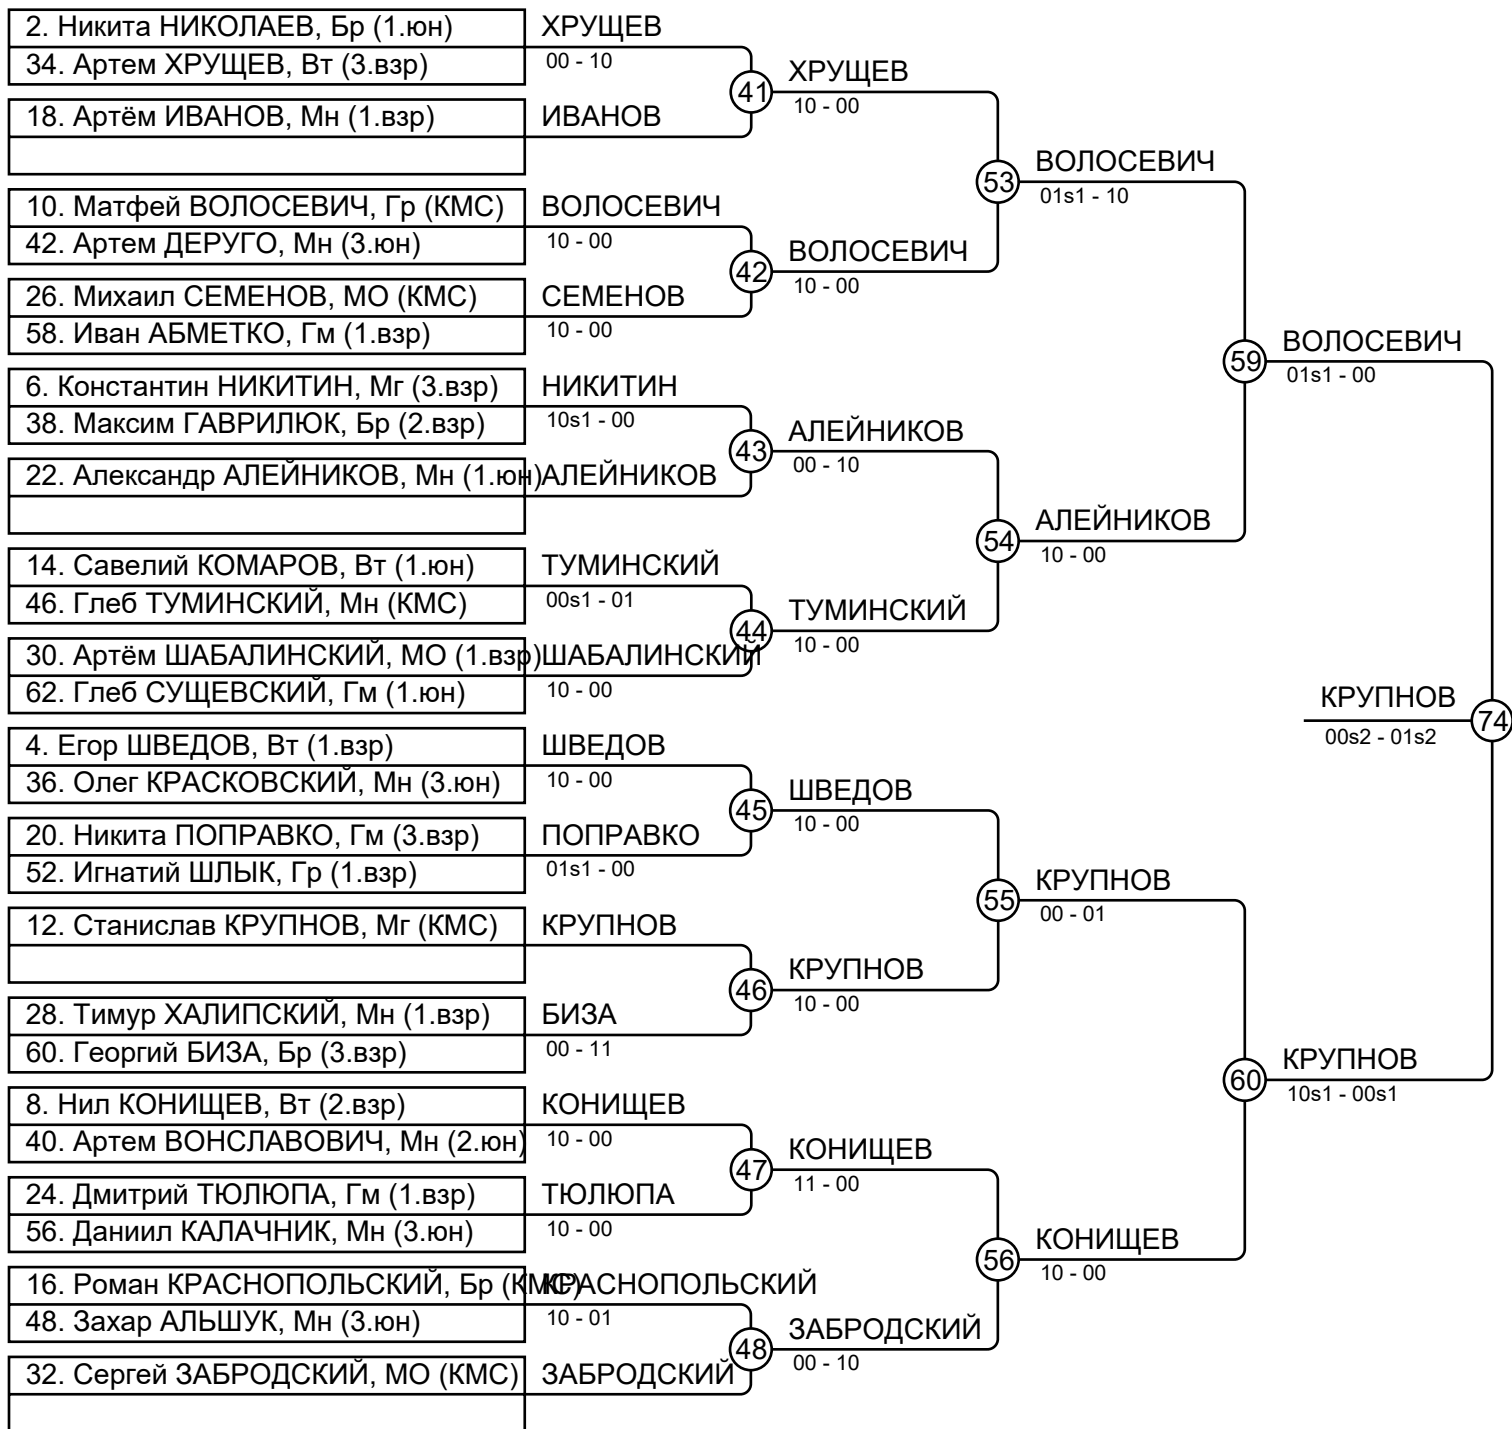 2. Никита НИКОЛАЕВ, Бр (1.юн)
34. Артем ХРУЩЕВ, Вт (3.взр)
18. Артём ИВАНОВ, Мн (1.взр)
10. Матфей ВОЛОСЕВИЧ, Гр (КМС)
42. Артем ДЕРУГО, Мн (3.юн)
26. Михаил СЕМЕНОВ, МО (КМС)
58. Иван АБМЕТКО, Гм (1.взр)
6. Константин НИКИТИН, Мг (3.взр)
38. Максим ГАВРИЛЮК, Бр (2.взр)
22. Александр АЛЕЙНИКОВ, Мн (1.юн)
14. Савелий КОМАРОВ, Вт (1.юн)
46. Глеб ТУМИНСКИЙ, Мн (КМС)
30. Артём ШАБАЛИНСКИЙ, МО (1.взр)
62. Глеб СУЩЕВСКИЙ, Гм (1.юн)
4. Егор ШВЕДОВ, Вт (1.взр)
36. Олег КРАСКОВСКИЙ, Мн (3.юн)
20. Никита ПОПРАВКО, Гм (3.взр)
52. Игнатий ШЛЫК, Гр (1.взр)
12. Станислав КРУПНОВ, Мг (КМС)
28. Тимур ХАЛИПСКИЙ, Мн (1.взр)
60. Георгий БИЗА, Бр (3.взр)
8. Нил КОНИЩЕВ, Вт (2.взр)
40. Артем ВОНСЛАВОВИЧ, Мн (2.юн)
24. Дмитрий ТЮЛЮПА, Гм (1.взр)
56. Даниил КАЛАЧНИК, Мн (3.юн)
16. Роман КРАСНОПОЛЬСКИЙ, Бр (КМС)
48. Захар АЛЬШУК, Мн (3.юн)
32. Сергей ЗАБРОДСКИЙ, МО (КМС)
ХРУЩЕВ
00 - 10
ИВАНОВ
ВОЛОСЕВИЧ
10 - 00
СЕМЕНОВ
10 - 00
НИКИТИН
10s1 - 00
АЛЕЙНИКОВ
ТУМИНСКИЙ
00s1 - 01
ШАБАЛИНСКИЙ
10 - 00
ШВЕДОВ
10 - 00
ПОПРАВКО
01s1 - 00
КРУПНОВ
БИЗА
00 - 11
КОНИЩЕВ
10 - 00
ТЮЛЮПА
10 - 00
КРАСНОПОЛЬСКИЙ
10 - 01
ЗАБРОДСКИЙ
41
42
43
44
45
46
47
48
ХРУЩЕВ
10 - 00
ВОЛОСЕВИЧ
10 - 00
АЛЕЙНИКОВ
00 - 10
ТУМИНСКИЙ
10 - 00
ШВЕДОВ
10 - 00
КРУПНОВ
10 - 00
КОНИЩЕВ
11 - 00
ЗАБРОДСКИЙ
00 - 10
53
54
55
56
ВОЛОСЕВИЧ
01s1 - 10
АЛЕЙНИКОВ
10 - 00
КРУПНОВ
00 - 01
КОНИЩЕВ
10 - 00
59
60
ВОЛОСЕВИЧ
01s1 - 00
КРУПНОВ
10s1 - 00s1
КРУПНОВ
00s2 - 01s2
74